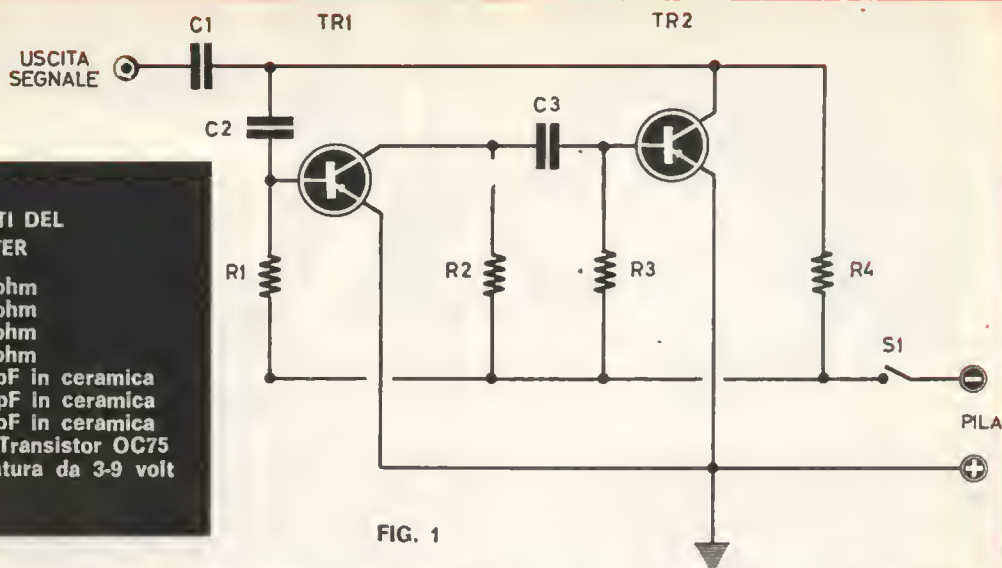 C1
TR1
TR2
USCITA
SEGNALE
C2
C3
TI DEL
TER
ohm
ohm
ohm
ohm
pF in ceramica
pF in ceramica
pF in ceramica
Transistor OC75
tura da 3-9 volt
R1
R2
R3
R4
S1
PILA
FIG. 1